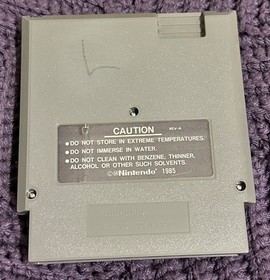 CAUTION REV-A
●DO NOT STORE IN EXTREME TEMPERATURES.
●DO NOT IMMERSE IN WATER.
●DO NOT CLEAN WITH BENZENE, THINNER,
ALCOHOL OR OTHER SUCH SOLVENTS.
©Nintendo® 1985